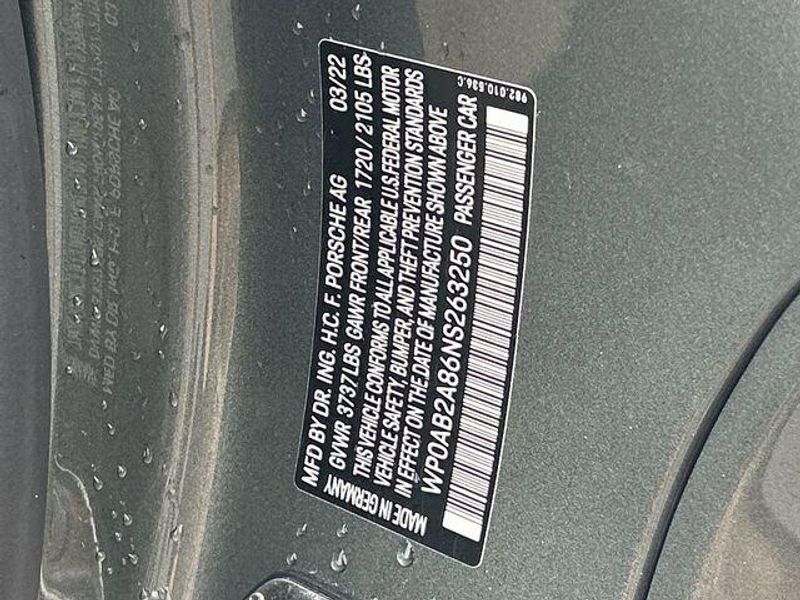 MFD BY DR. ING. H.C. F. PORSCHE AG 03/22
GVWR 3737 LBS GAWR FRONT/REAR 1720 / 2105 LBS
THIS VEHICLE CONFORMS TO ALL APPLICABLE U.S. FEDERAL MOTOR
VEHICLE SAFETY, BUMPER, AND THEFT PREVENTION STANDARDS
IN EFFECT ON THE DATE OF MANUFACTURE SHOWN ABOVE
MADE IN GERMANY WP0AB2A86NS263250 PASSENGER CAR
982.010.536.C